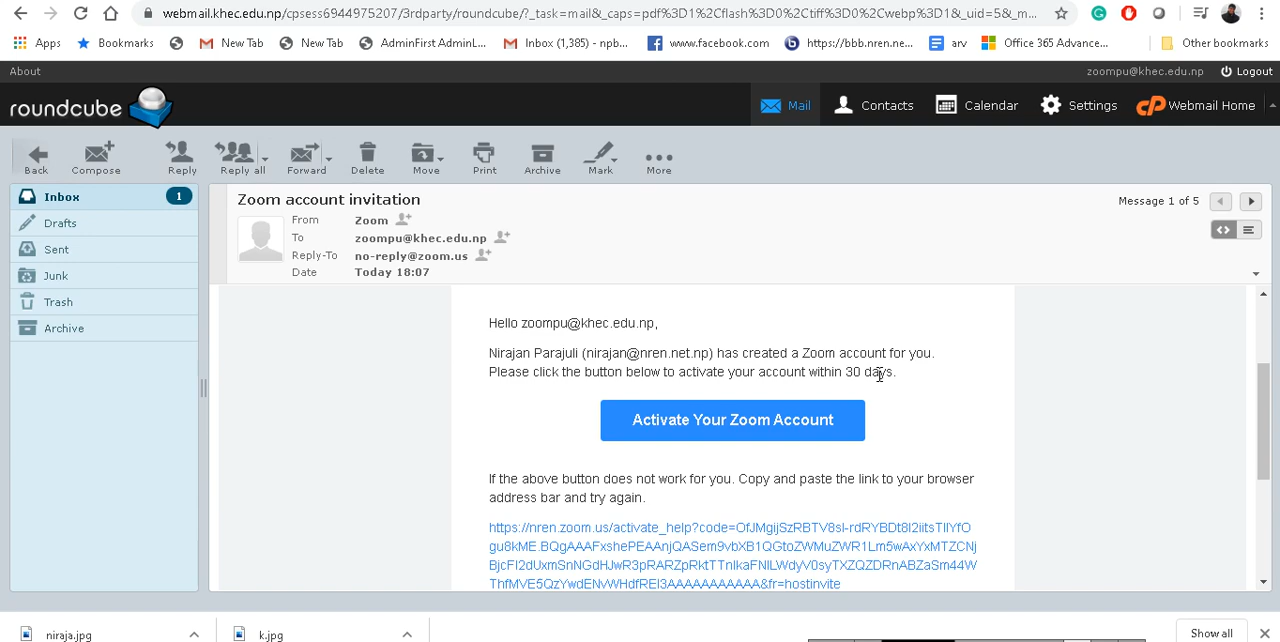 webmail.khec.edu.np/cpsess6944975207/3rdparty/roundcube/?_task=mail&_caps=pdf%3D1%2Cflash%3D0%2Ctiff%3D0%2Cwebp%3D1&_uid=5&_m...
Apps Bookmarks New Tab New Tab AdminFirst AdminL... Inbox (1,385) - npb... www.facebook.com https://bbb.nren.ne... arv Office 365 Advance... Other bookmarks
About zoompu@khec.edu.np Logout
roundcube Mail Contacts Calendar Settings cP Webmail Home
Back Compose Reply Reply all Forward Delete Move Print Archive Mark More
Inbox 1
Drafts
Sent
Junk
Trash
Archive
Zoom account invitation
Message 1 of 5
From Zoom
To zoompu@khec.edu.np
Reply-To no-reply@zoom.us
Date Today 18:07
Hello zoompu@khec.edu.np,
Nirajan Parajuli (nirajan@nren.net.np) has created a Zoom account for you.
Please click the button below to activate your account within 30 days.
Activate Your Zoom Account
If the above button does not work for you. Copy and paste the link to your browser
address bar and try again.
https://nren.zoom.us/activate_help?code=OfJMgijSzRBTV8sI-rdRYBDt8I2iitsTIlYfO
gu8kME.BQgAAAFxshePEAAnjQASem9vbXB1QGtoZWMuZWR1Lm5wAxYxMTZCNj
BjcFl2dUxmSnNGdHJwR3pRARZpRktTTnlkaFNILWdyV0syTXZQZDRnABZaSm44W
ThfMVE5QzYwdENvWHdfREl3AAAAAAAAAAA&fr=hostinvite
niraja.jpg k.jpg Show all